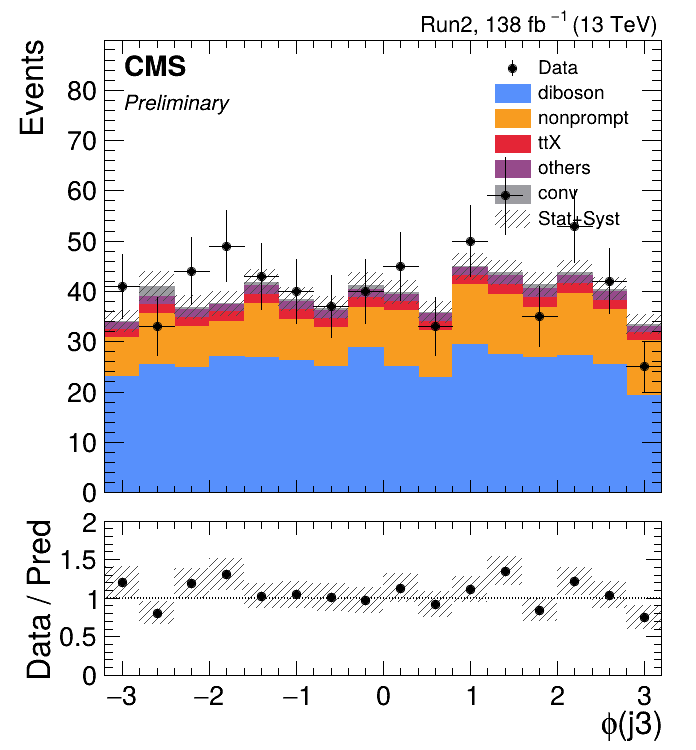 Run2, 138 fb⁻¹ (13 TeV)
CMS
Preliminary
Events
80
70
60
50
40
30
20
10
0
Data
diboson
nonprompt
ttX
others
conv
Stat+Syst
Data / Pred
2
1.5
1
0.5
0
−3
−2
−1
0
1
2
3
ϕ(j3)